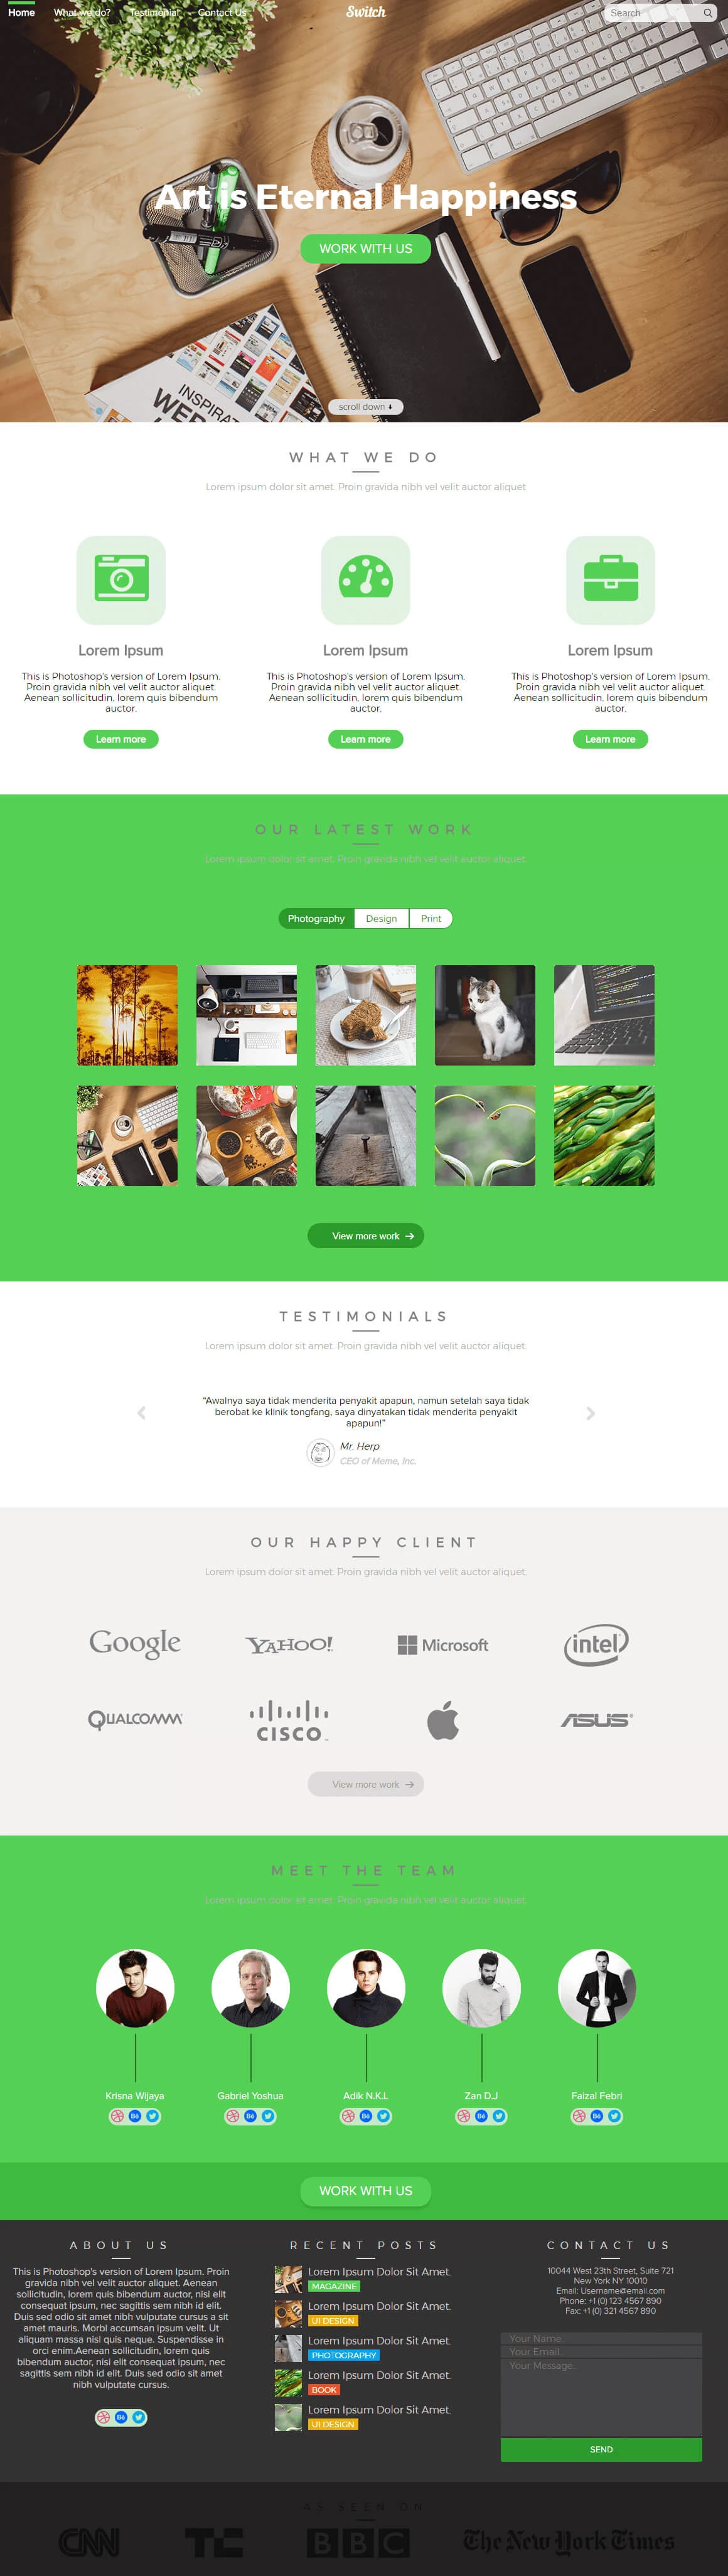 Home What we do? Testimonial Contact Us
Switch
Search
Art is Eternal Happiness
WORK WITH US
INSPIRA
WEB
scroll down
WHAT WE DO
Lorem ipsum dolor sit amet. Proin gravida nibh vel velit auctor aliquet
Lorem Ipsum
This is Photoshop's version of Lorem Ipsum.
Proin gravida nibh vel velit auctor aliquet.
Aenean sollicitudin, lorem quis bibendum
auctor.
Learn more
Lorem Ipsum
This is Photoshop's version of Lorem Ipsum.
Proin gravida nibh vel velit auctor aliquet.
Aenean sollicitudin, lorem quis bibendum
auctor.
Learn more
Lorem Ipsum
This is Photoshop's version of Lorem Ipsum.
Proin gravida nibh vel velit auctor aliquet.
Aenean sollicitudin, lorem quis bibendum
auctor.
Learn more
OUR LATEST WORK
Lorem ipsum dolor sit amet. Proin gravida nibh vel velit auctor aliquet.
Photography Design Print
View more work
TESTIMONIALS
Lorem ipsum dolor sit amet. Proin gravida nibh vel velit auctor aliquet.
“Awalnya saya tidak menderita penyakit apapun, namun setelah saya tidak
berobat ke klinik tongfang, saya dinyatakan tidak menderita penyakit
apapun!”
Mr. Herp
CEO of Meme, Inc.
OUR HAPPY CLIENT
Lorem ipsum dolor sit amet. Proin gravida nibh vel velit auctor aliquet.
Google YAHOO! Microsoft intel
QUALCOMM CISCO ASUS
View more work
MEET THE TEAM
Lorem ipsum dolor sit amet. Proin gravida nibh vel velit auctor aliquet.
Krisna Wijaya Gabriel Yoshua Adik N.K.L Zan D.J Faizal Febri
Bē Bē Bē Bē Bē
WORK WITH US
ABOUT US
This is Photoshop's version of Lorem Ipsum. Proin
gravida nibh vel velit auctor aliquet. Aenean
sollicitudin, lorem quis bibendum auctor, nisi elit
consequat ipsum, nec sagittis sem nibh id elit.
Duis sed odio sit amet nibh vulputate cursus a sit
amet mauris. Morbi accumsan ipsum velit. Ut
aliquam massa nisl quis neque. Suspendisse in
orci enim.Aenean sollicitudin, lorem quis
bibendum auctor, nisi elit consequat ipsum, nec
sagittis sem nibh id elit. Duis sed odio sit amet
nibh vulputate cursus.
Bē
RECENT POSTS
Lorem Ipsum Dolor Sit Amet.
MAGAZINE
Lorem Ipsum Dolor Sit Amet.
UI DESIGN
Lorem Ipsum Dolor Sit Amet.
PHOTOGRAPHY
Lorem Ipsum Dolor Sit Amet.
BOOK
Lorem Ipsum Dolor Sit Amet.
UI DESIGN
CONTACT US
10044 West 23th Street, Suite 721
New York NY 10010
Email: Username@email.com
Phone: +1 (0) 123 4567 890
Fax: +1 (0) 321 4567 890
Your Name..
Your Email..
Your Message..
SEND
AS SEEN ON
CNN TC BBC The New York Times